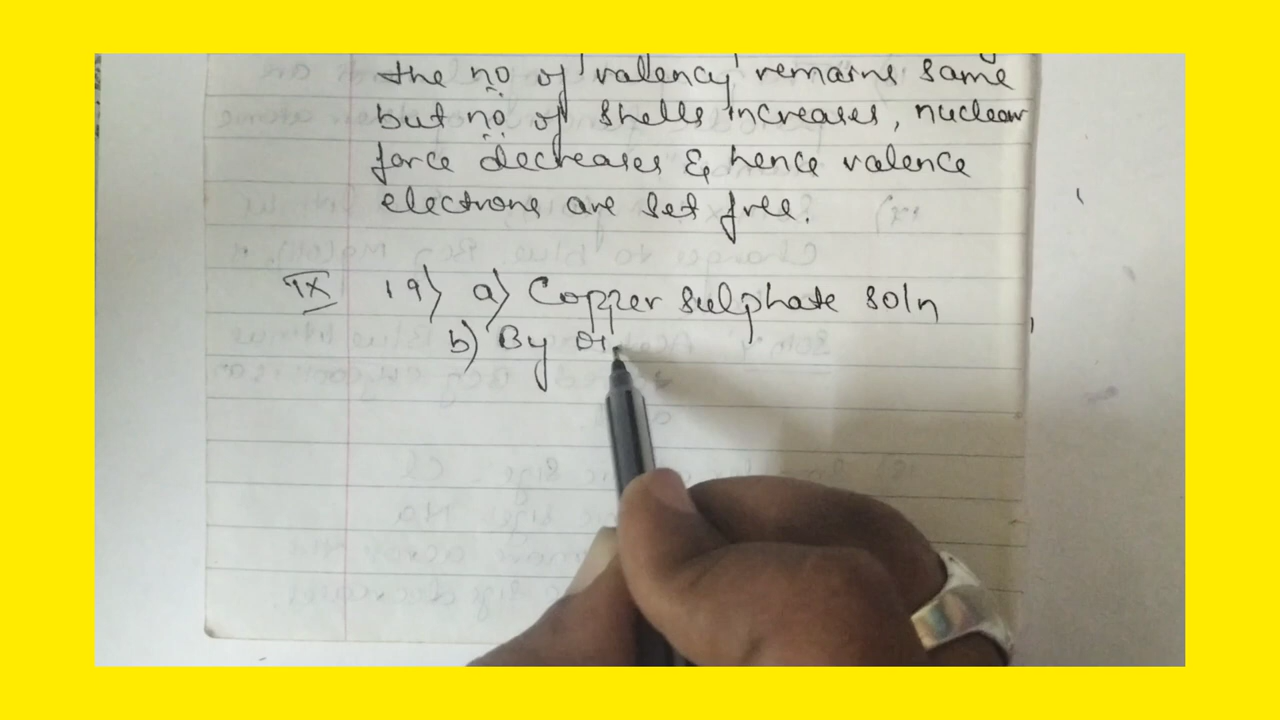 the no of valency remains same
but no of shells increases, nuclear
force decreases & hence valence
electrons are set free.
IX 19) a) Copper sulphate soln
b) By